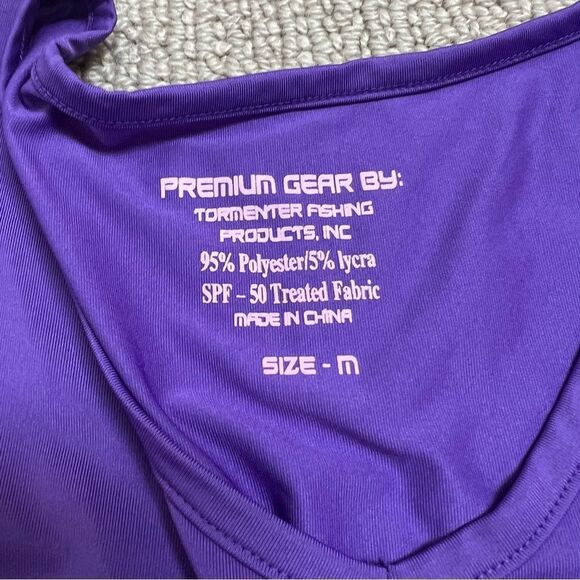 PREMIUM GEAR BY:
TORMENTER FISHING
PRODUCTS, INC
95% Polyester/5% lycra
SPF – 50 Treated Fabric
MADE IN CHINA
SIZE - M